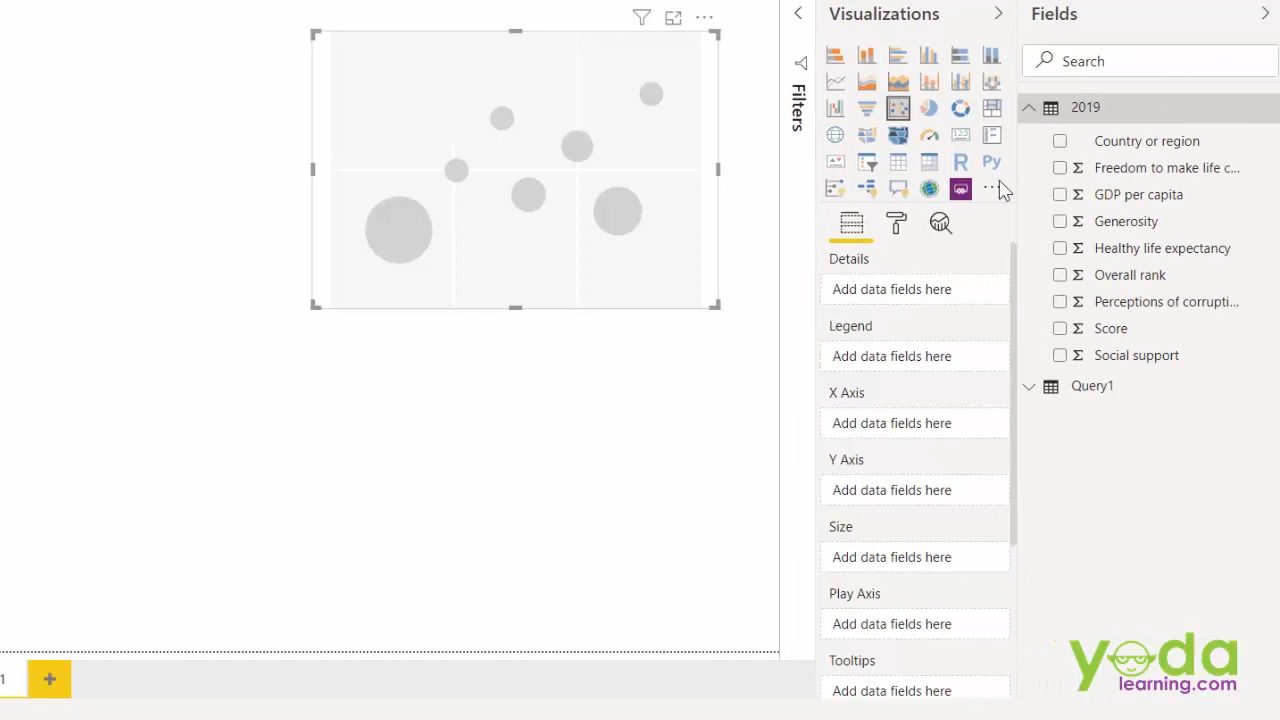 Visualizations
Fields
Search
Filters
2019
Country or region
Freedom to make life c...
GDP per capita
Generosity
Healthy life expectancy
Overall rank
Perceptions of corrupti...
Score
Social support
Query1
123
R
Py
Details
Add data fields here
Legend
Add data fields here
X Axis
Add data fields here
Y Axis
Add data fields here
Size
Add data fields here
Play Axis
Add data fields here
Tooltips
Add data fields here
1
+
yoda
learning.com